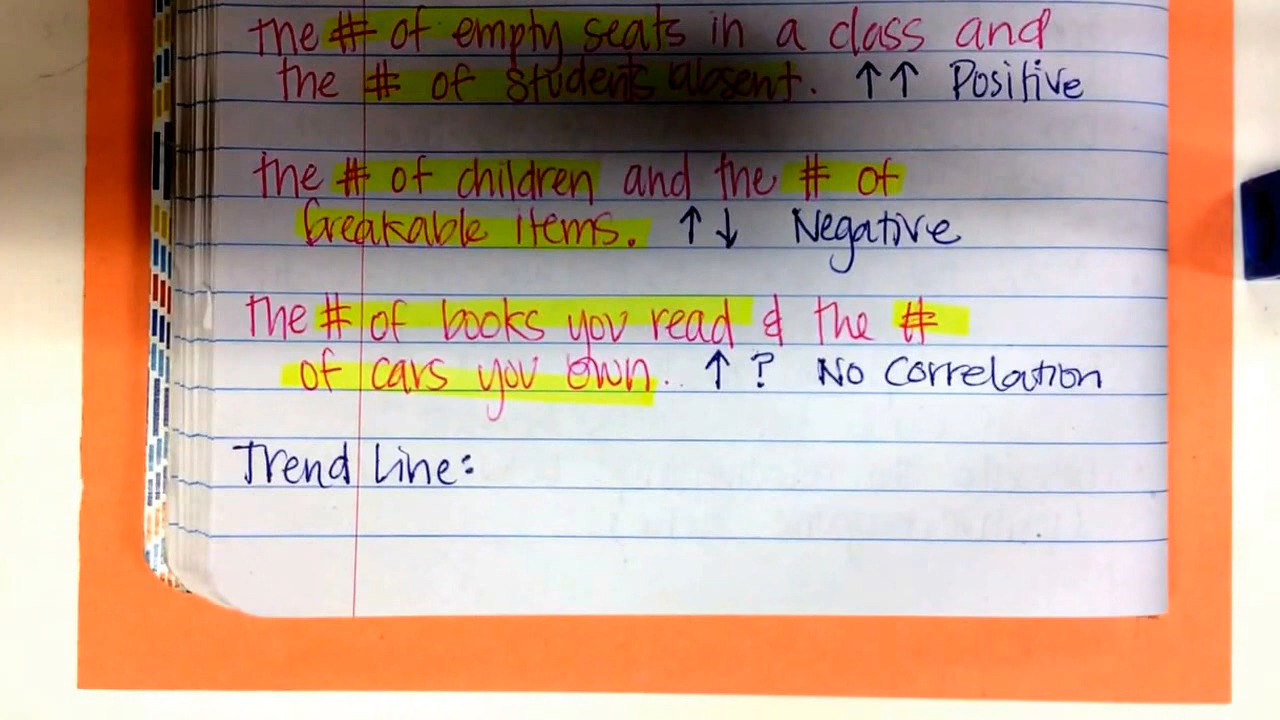 the # of empty seats in a class and
the # of students absent. ↑↑ Positive
the # of children and the # of
breakable items. ↑↓ Negative
the # of books you read & the #
of cars you own.. ↑ ? No Correlation
Trend Line: